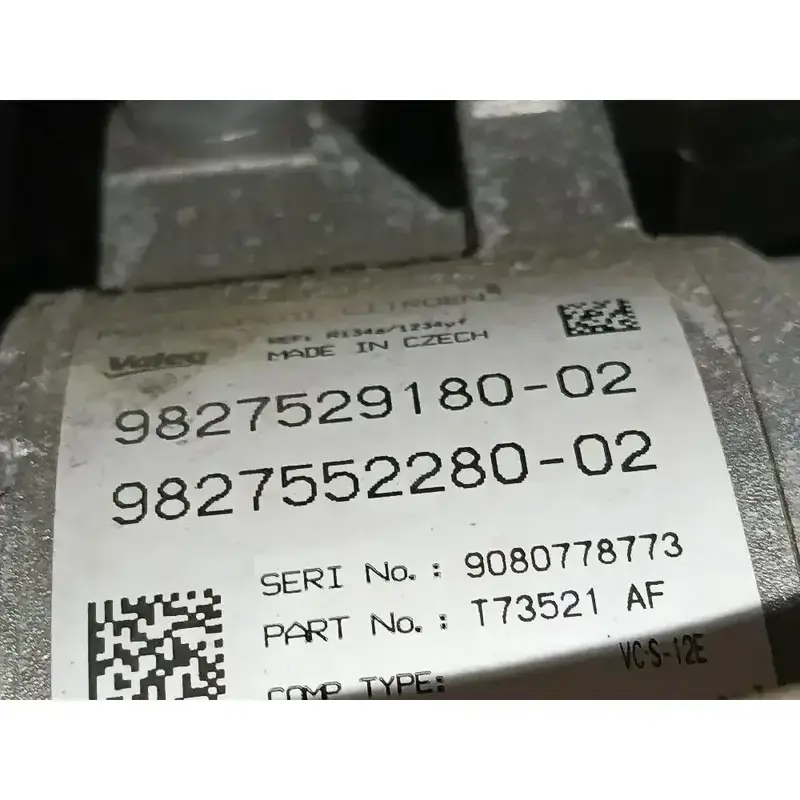 CITROEN
REF: R134a/1234yf
Valeo
MADE IN CZECH
9827529180-02
9827552280-02
SERI No.: 9080778773
PART No.: T73521 AF
COMP TYPE: VC-S-12E